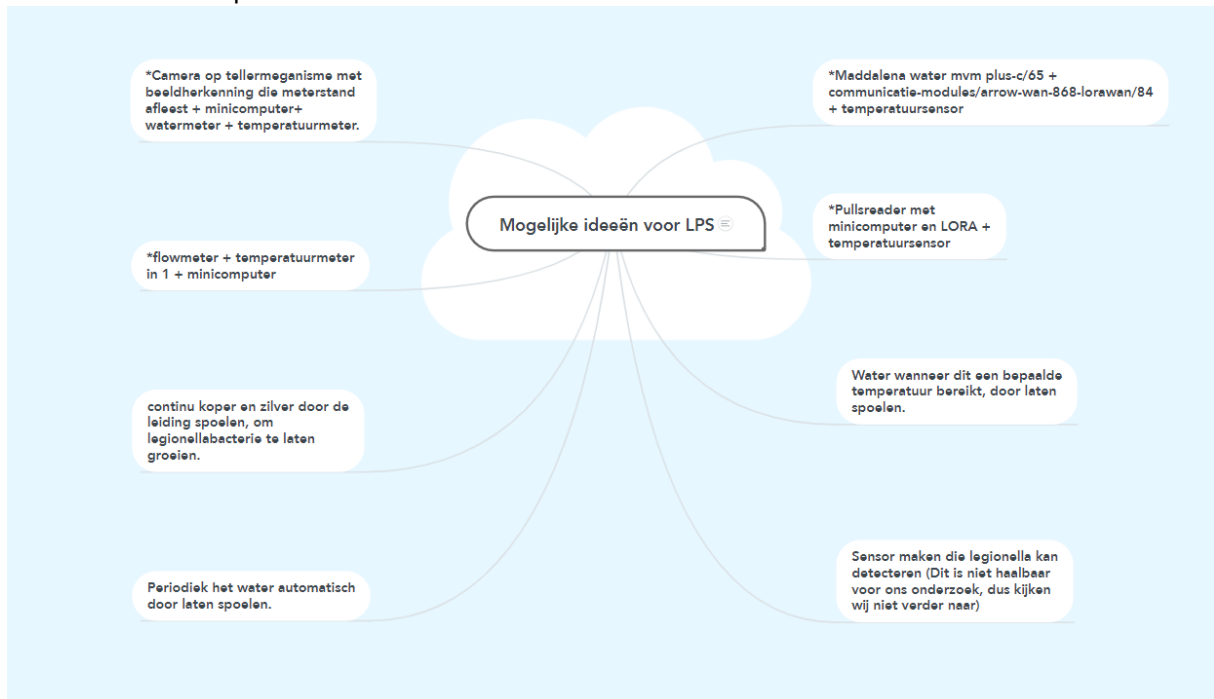 *Camera op tellermeganisme met
beeldherkenning die meterstand
afleest + minicomputer+
watermeter + temperatuurmeter.
*Maddalena water mvm plus-c/65 +
communicatie-modules/arrow-wan-868-lorawan/84
+ temperatuursensor
Mogelijke ideeën voor LPS
*Pullsreader met
minicomputer en LORA +
temperatuursensor
*flowmeter + temperatuurmeter
in 1 + minicomputer
Water wanneer dit een bepaalde
temperatuur bereikt, door laten
spoelen.
continu koper en zilver door de
leiding spoelen, om
legionellabacterie te laten
groeien.
Sensor maken die legionella kan
detecteren (Dit is niet haalbaar
voor ons onderzoek, dus kijken
wij niet verder naar)
Periodiek het water automatisch
door laten spoelen.